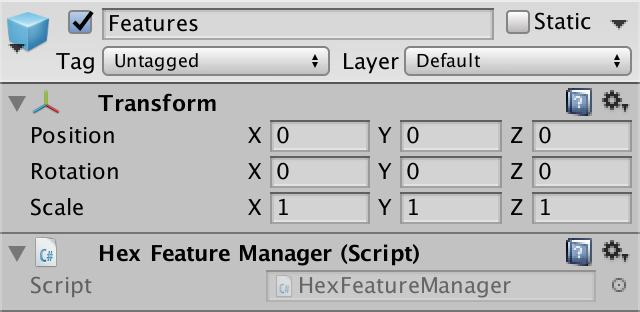 Features Static
Tag Untagged Layer Default
Transform
Position X 0 Y 0 Z 0
Rotation X 0 Y 0 Z 0
Scale X 1 Y 1 Z 1
C# Hex Feature Manager (Script)
Script C# HexFeatureManager